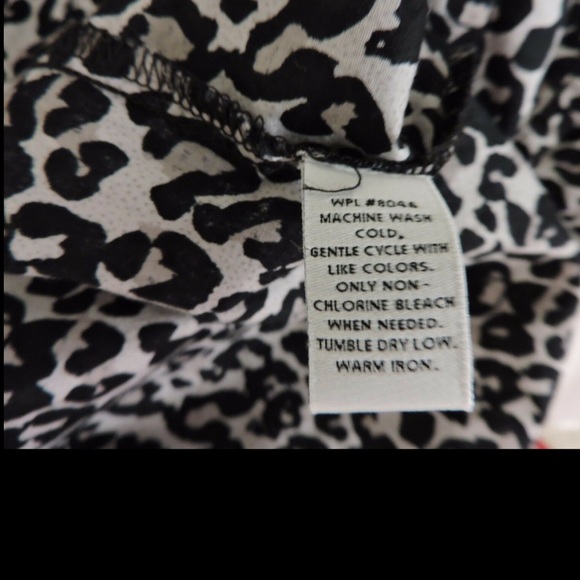 WPL #8044
MACHINE WASH
COLD.
GENTLE CYCLE WITH
LIKE COLORS.
ONLY NON-
CHLORINE BLEACH
WHEN NEEDED.
TUMBLE DRY LOW.
WARM IRON.